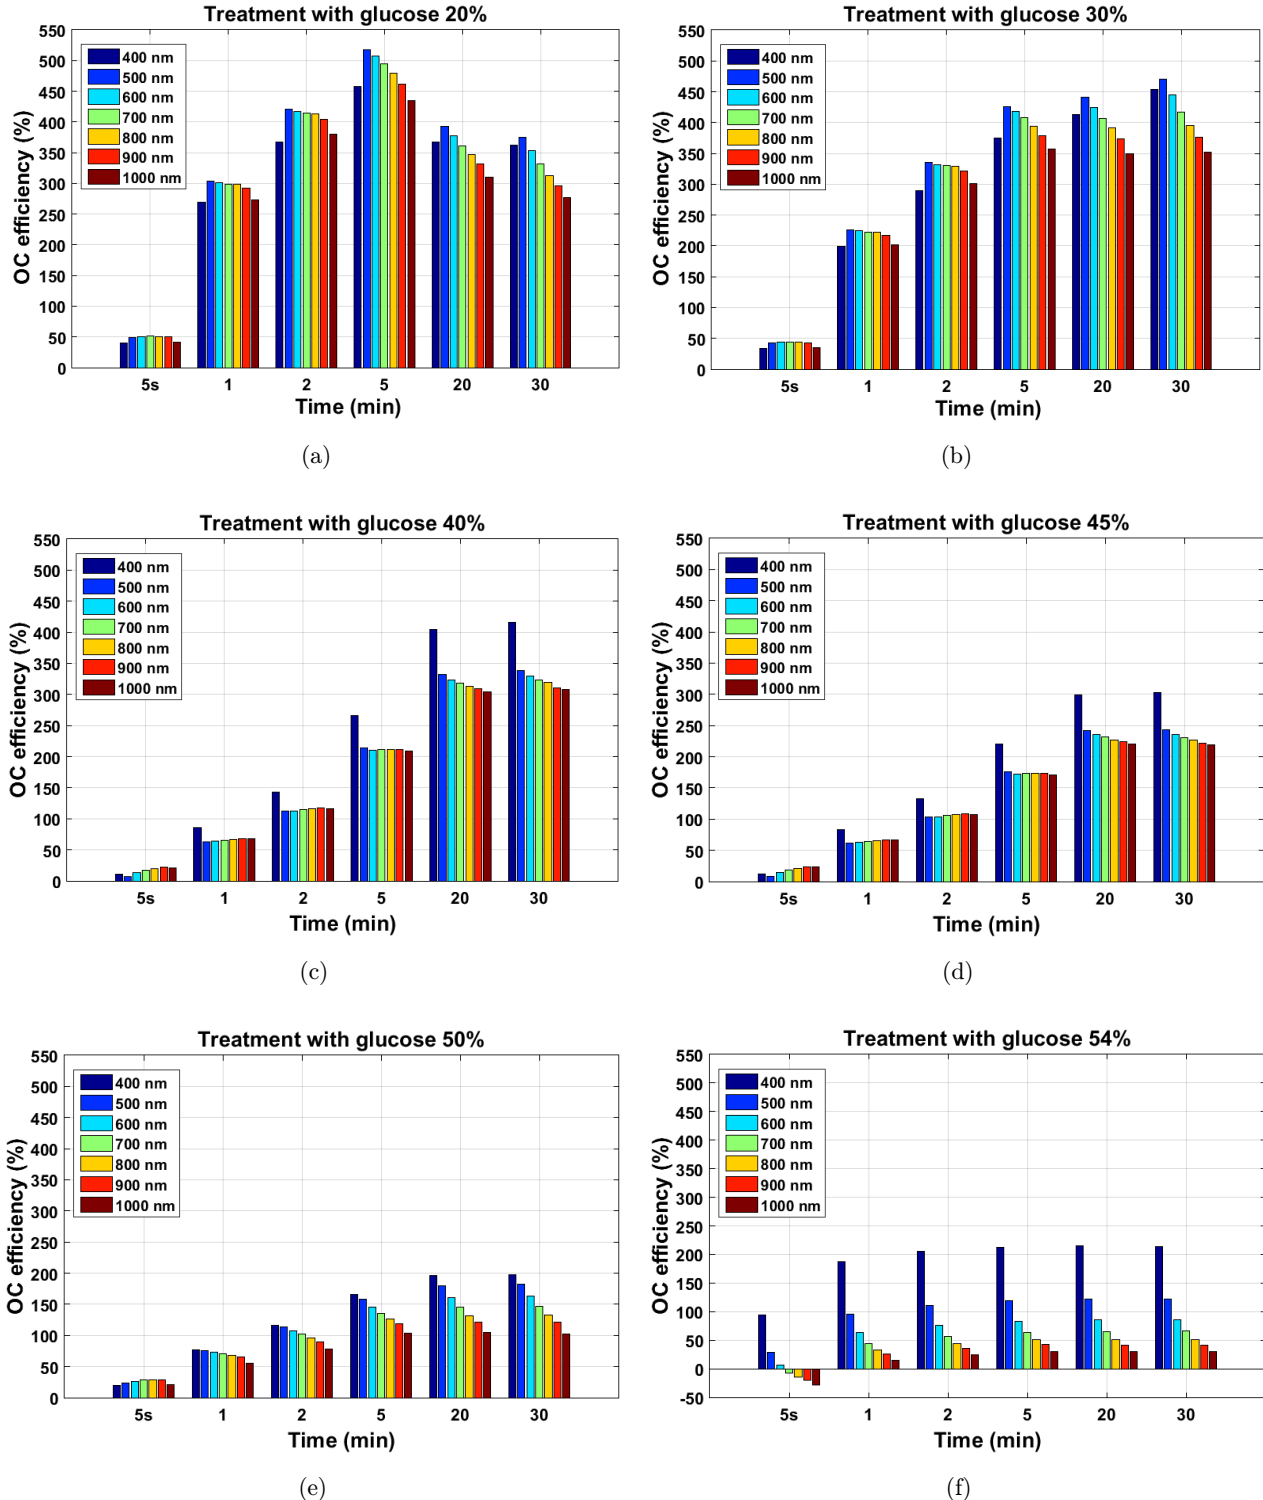 Treatment with glucose 20%
550
500
450
400
350
300
250
200
150
100
50
0
OC efficiency (%)
400 nm
500 nm
600 nm
700 nm
800 nm
900 nm
1000 nm
5s 1 2 5 20 30
Time (min)
(a)
Treatment with glucose 30%
550
500
450
400
350
300
250
200
150
100
50
0
OC efficiency (%)
400 nm
500 nm
600 nm
700 nm
800 nm
900 nm
1000 nm
5s 1 2 5 20 30
Time (min)
(b)
Treatment with glucose 40%
550
500
450
400
350
300
250
200
150
100
50
0
OC efficiency (%)
400 nm
500 nm
600 nm
700 nm
800 nm
900 nm
1000 nm
5s 1 2 5 20 30
Time (min)
(c)
Treatment with glucose 45%
550
500
450
400
350
300
250
200
150
100
50
0
OC efficiency (%)
400 nm
500 nm
600 nm
700 nm
800 nm
900 nm
1000 nm
5s 1 2 5 20 30
Time (min)
(d)
Treatment with glucose 50%
550
500
450
400
350
300
250
200
150
100
50
0
OC efficiency (%)
400 nm
500 nm
600 nm
700 nm
800 nm
900 nm
1000 nm
5s 1 2 5 20 30
Time (min)
(e)
Treatment with glucose 54%
550
500
450
400
350
300
250
200
150
100
50
0
-50
OC efficiency (%)
400 nm
500 nm
600 nm
700 nm
800 nm
900 nm
1000 nm
5s 1 2 5 20 30
Time (min)
(f)